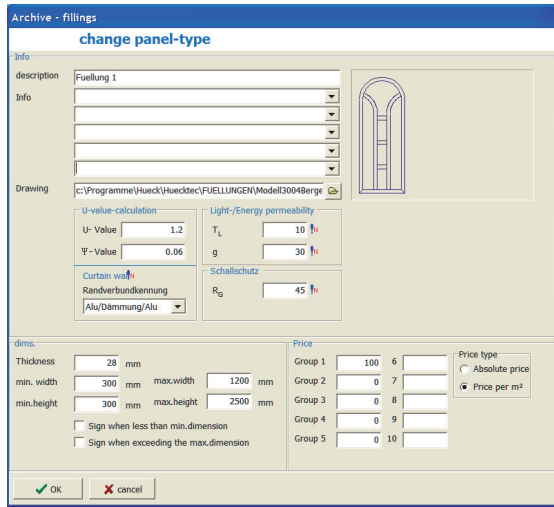 Archive - fillings
change panel-type
Info
description Fuellung 1
Info
Drawing c:\Programme\Hueck\Huecktec\FUELLUNGEN\Modell3004Berge
U-value-calculation Light-/Energy permeability
U- Value 1.2 TL 10 N
Ψ- Value 0.06 g 30 N
Curtain wall N Schallschutz
Randverbundkennung RG 45 N
Alu/Dämmung/Alu
dims. Price
Thickness 28 mm Group 1 100 6 Price type
Absolute price
min. width 300 mm max.width 1200 mm Group 2 0 7 Price per m²
min.height 300 mm max.height 2500 mm Group 3 0 8
Sign when less than min.dimension Group 4 0 9
Sign when exceeding the max.dimension Group 5 0 10
OK cancel